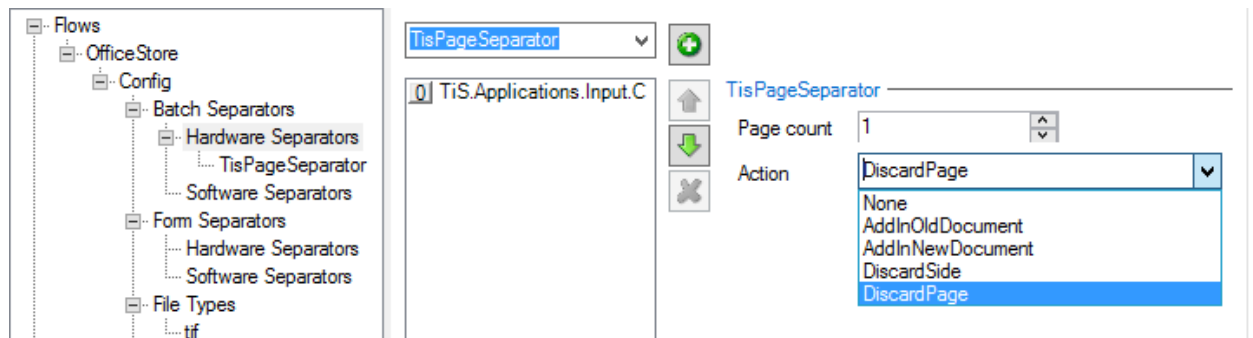 Flows
OfficeStore
Config
Batch Separators
Hardware Separators
TisPageSeparator
Software Separators
Form Separators
Hardware Separators
Software Separators
File Types
tif
TisPageSeparator
0 TiS.Applications.Input.C
TisPageSeparator
Page count 1
Action DiscardPage
None
AddInOldDocument
AddInNewDocument
DiscardSide
DiscardPage